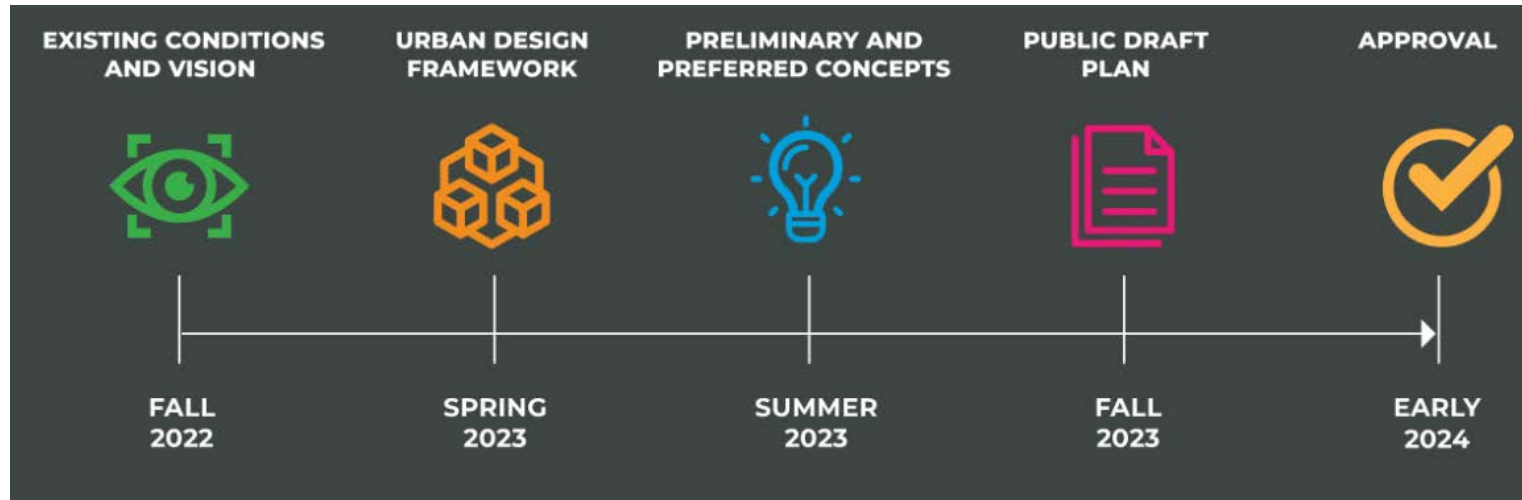 EXISTING CONDITIONS
AND VISION
URBAN DESIGN
FRAMEWORK
PRELIMINARY AND
PREFERRED CONCEPTS
PUBLIC DRAFT
PLAN
APPROVAL
FALL
2022
SPRING
2023
SUMMER
2023
FALL
2023
EARLY
2024